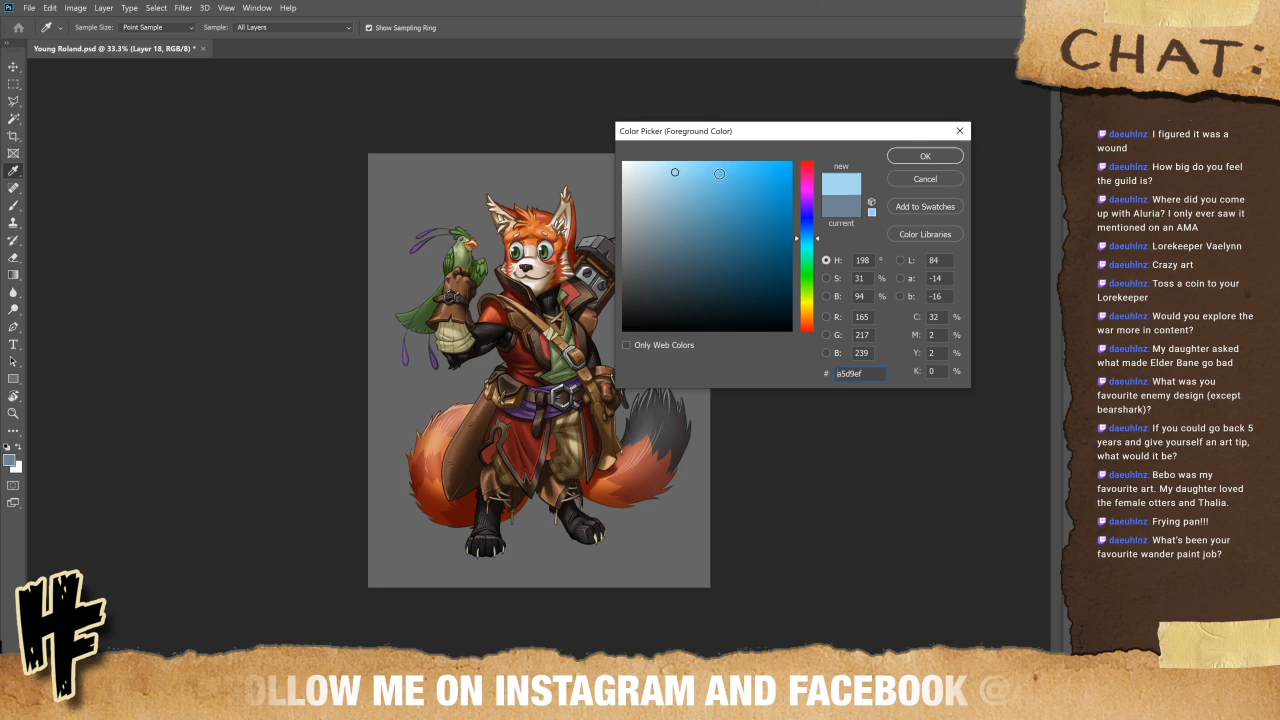 File Edit Image Layer Type Select Filter 3D View Window Help
Sample Size: Point Sample Sample: All Layers Show Sampling Ring
Young Roland.psd @ 33.3% (Layer 18, RGB/8) * ×
Color Picker (Foreground Color)
new
current
OK
Cancel
Add to Swatches
Color Libraries
H: 198 ° L: 84
S: 31 % a: -14
B: 94 % b: -16
R: 165 C: 32 %
G: 217 M: 2 %
B: 239 Y: 2 %
# a5d9ef K: 0 %
Only Web Colors
CHAT:
daeuhlnz: I figured it was a
wound
daeuhlnz: How big do you feel
the guild is?
daeuhlnz: Where did you come
up with Aluria? I only ever saw it
mentioned on an AMA
daeuhlnz: Lorekeeper Vaelynn
daeuhlnz: Crazy art
daeuhlnz: Toss a coin to your
Lorekeeper
daeuhlnz: Would you explore the
war more in content?
daeuhlnz: My daughter asked
what made Elder Bane go bad
daeuhlnz: What was you
favourite enemy design (except
bearshark)?
daeuhlnz: If you could go back 5
years and give yourself an art tip,
what would it be?
daeuhlnz: Bebo was my
favourite art. My daughter loved
the female otters and Thalia.
daeuhlnz: Frying pan!!!
daeuhlnz: What's been your
favourite wander paint job?
HF
OLLOW ME ON INSTAGRAM AND FACEBOOK @